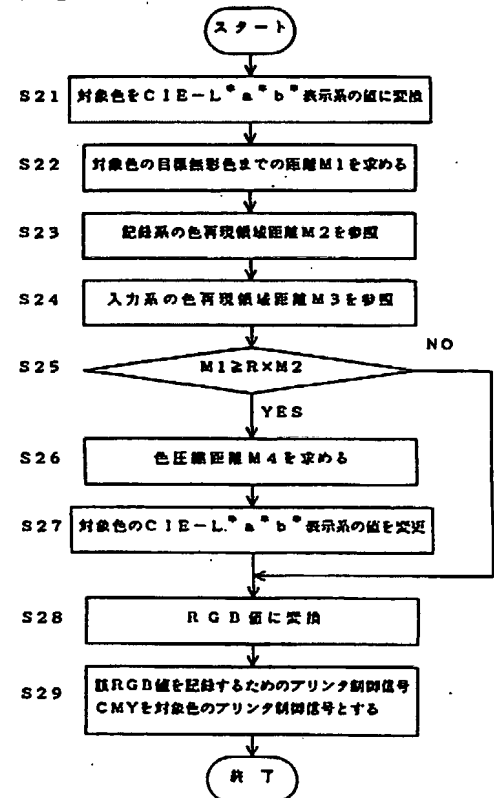 スタート
S21 対象色をCIE-L*a*b*表示系の値に変換
S22 対象色の目標無彩色までの距離M1を求める
S23 記録系の色再現領域距離M2を参照
S24 入力系の色再現領域距離M3を参照
S25 M1≧R×M2
NO
YES
S26 色圧縮距離M4を求める
S27 対象色のCIE-L.*a*b*表示系の値を変更
S28 RGB値に変換
S29 該RGB値を記録するためのプリンタ制御信号
CMYを対象色のプリンタ制御信号とする
終了